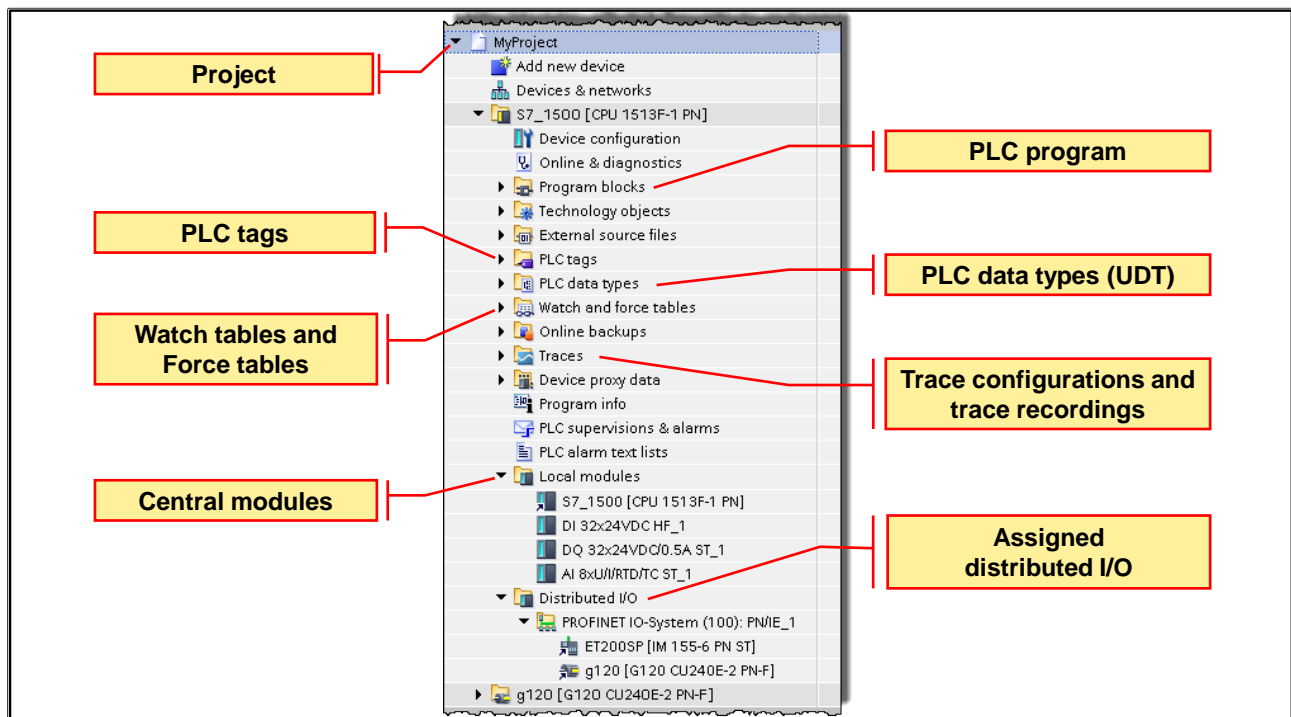 Project
PLC tags
Watch tables and
Force tables
Central modules
MyProject
Add new device
Devices & networks
S7_1500 [CPU 1513F-1 PN]
Device configuration
Online & diagnostics
Program blocks
Technology objects
External source files
PLC tags
PLC data types
Watch and force tables
Online backups
Traces
Device proxy data
Program info
PLC supervisions & alarms
PLC alarm text lists
Local modules
S7_1500 [CPU 1513F-1 PN]
DI 32x24VDC HF_1
DQ 32x24VDC/0.5A ST_1
AI 8xU/I/RTD/TC ST_1
Distributed I/O
PROFINET IO-System (100): PN/IE_1
ET200SP [IM 155-6 PN ST]
g120 [G120 CU240E-2 PN-F]
g120 [G120 CU240E-2 PN-F]
PLC program
PLC data types (UDT)
Trace configurations and
trace recordings
Assigned
distributed I/O